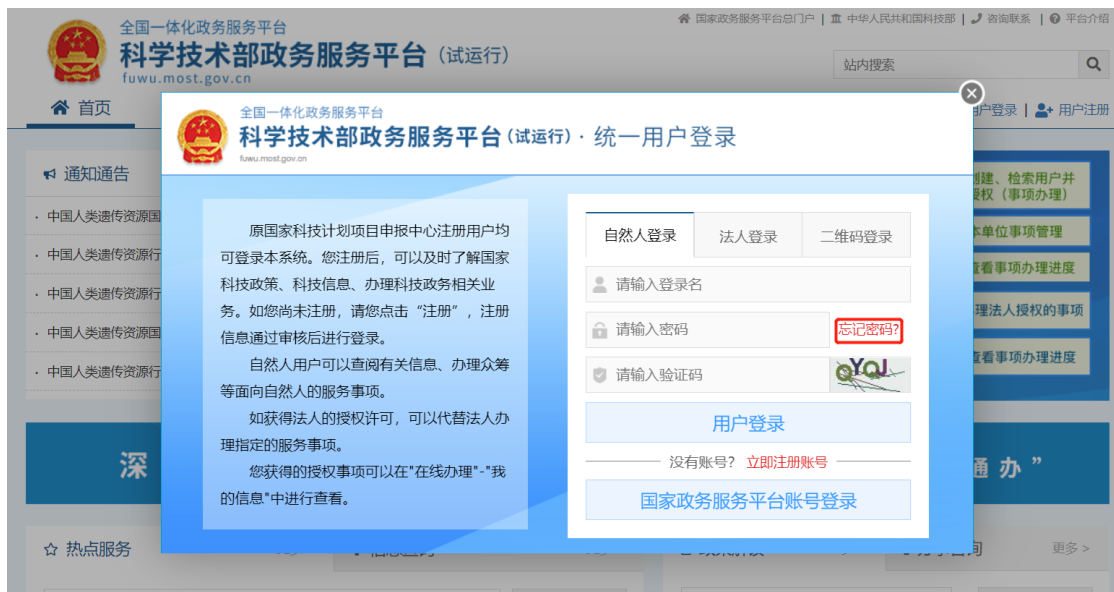 全国一体化政务服务平台
科学技术部政务服务平台（试运行）
fuwu.most.gov.cn
国家政务服务平台总门户 | 中华人民共和国科技部 | 咨询联系 | 平台介绍
站内搜索
首页
户登录 | 用户注册
全国一体化政务服务平台
科学技术部政务服务平台(试运行)·统一用户登录
fuwu.most.gov.cn
通知通告
· 中国人类遗传资源国
· 中国人类遗传资源行
· 中国人类遗传资源行
· 中国人类遗传资源国
· 中国人类遗传资源行
原国家科技计划项目申报中心注册用户均
可登录本系统。您注册后，可以及时了解国家
科技政策、科技信息、办理科技政务相关业
务。如您尚未注册，请您点击“注册”，注册
信息通过审核后进行登录。
自然人用户可以查阅有关信息、办理众筹
等面向自然人的服务事项。
如获得法人的授权许可，可以代替法人办
理指定的服务事项。
您获得的授权事项可以在"在线办理"-"我
的信息"中进行查看。
自然人登录
法人登录
二维码登录
请输入登录名
请输入密码
忘记密码?
请输入验证码
QYQJ
用户登录
没有账号？ 立即注册账号
国家政务服务平台账号登录
建、检索用户并
权（事项办理）
单位事项管理
看事项办理进度
理法人授权的事项
看事项办理进度
深
通办”
热点服务
更多 >